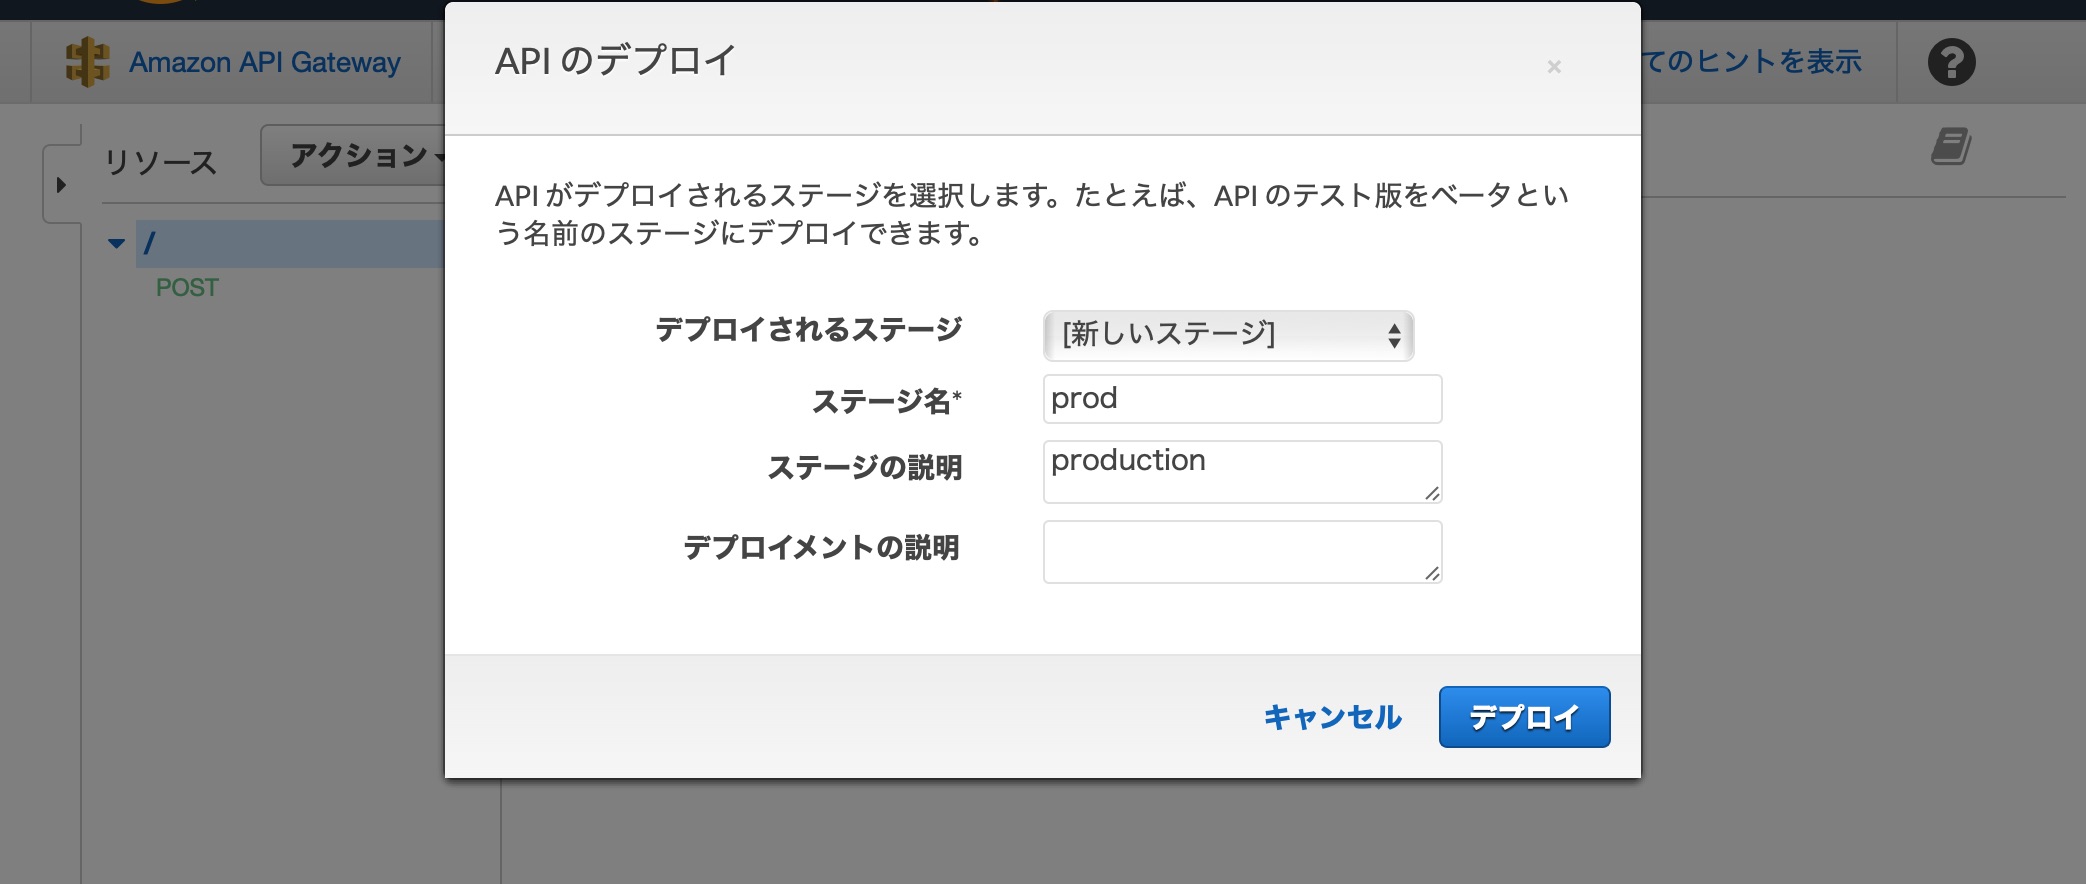 Amazon API Gateway
てのヒントを表示
リソース
アクション
/
POST
API のデプロイ
API がデプロイされるステージを選択します。たとえば、API のテスト版をベータとい
う名前のステージにデプロイできます。
デプロイされるステージ [新しいステージ]
ステージ名* prod
ステージの説明 production
デプロイメントの説明
キャンセル デプロイ